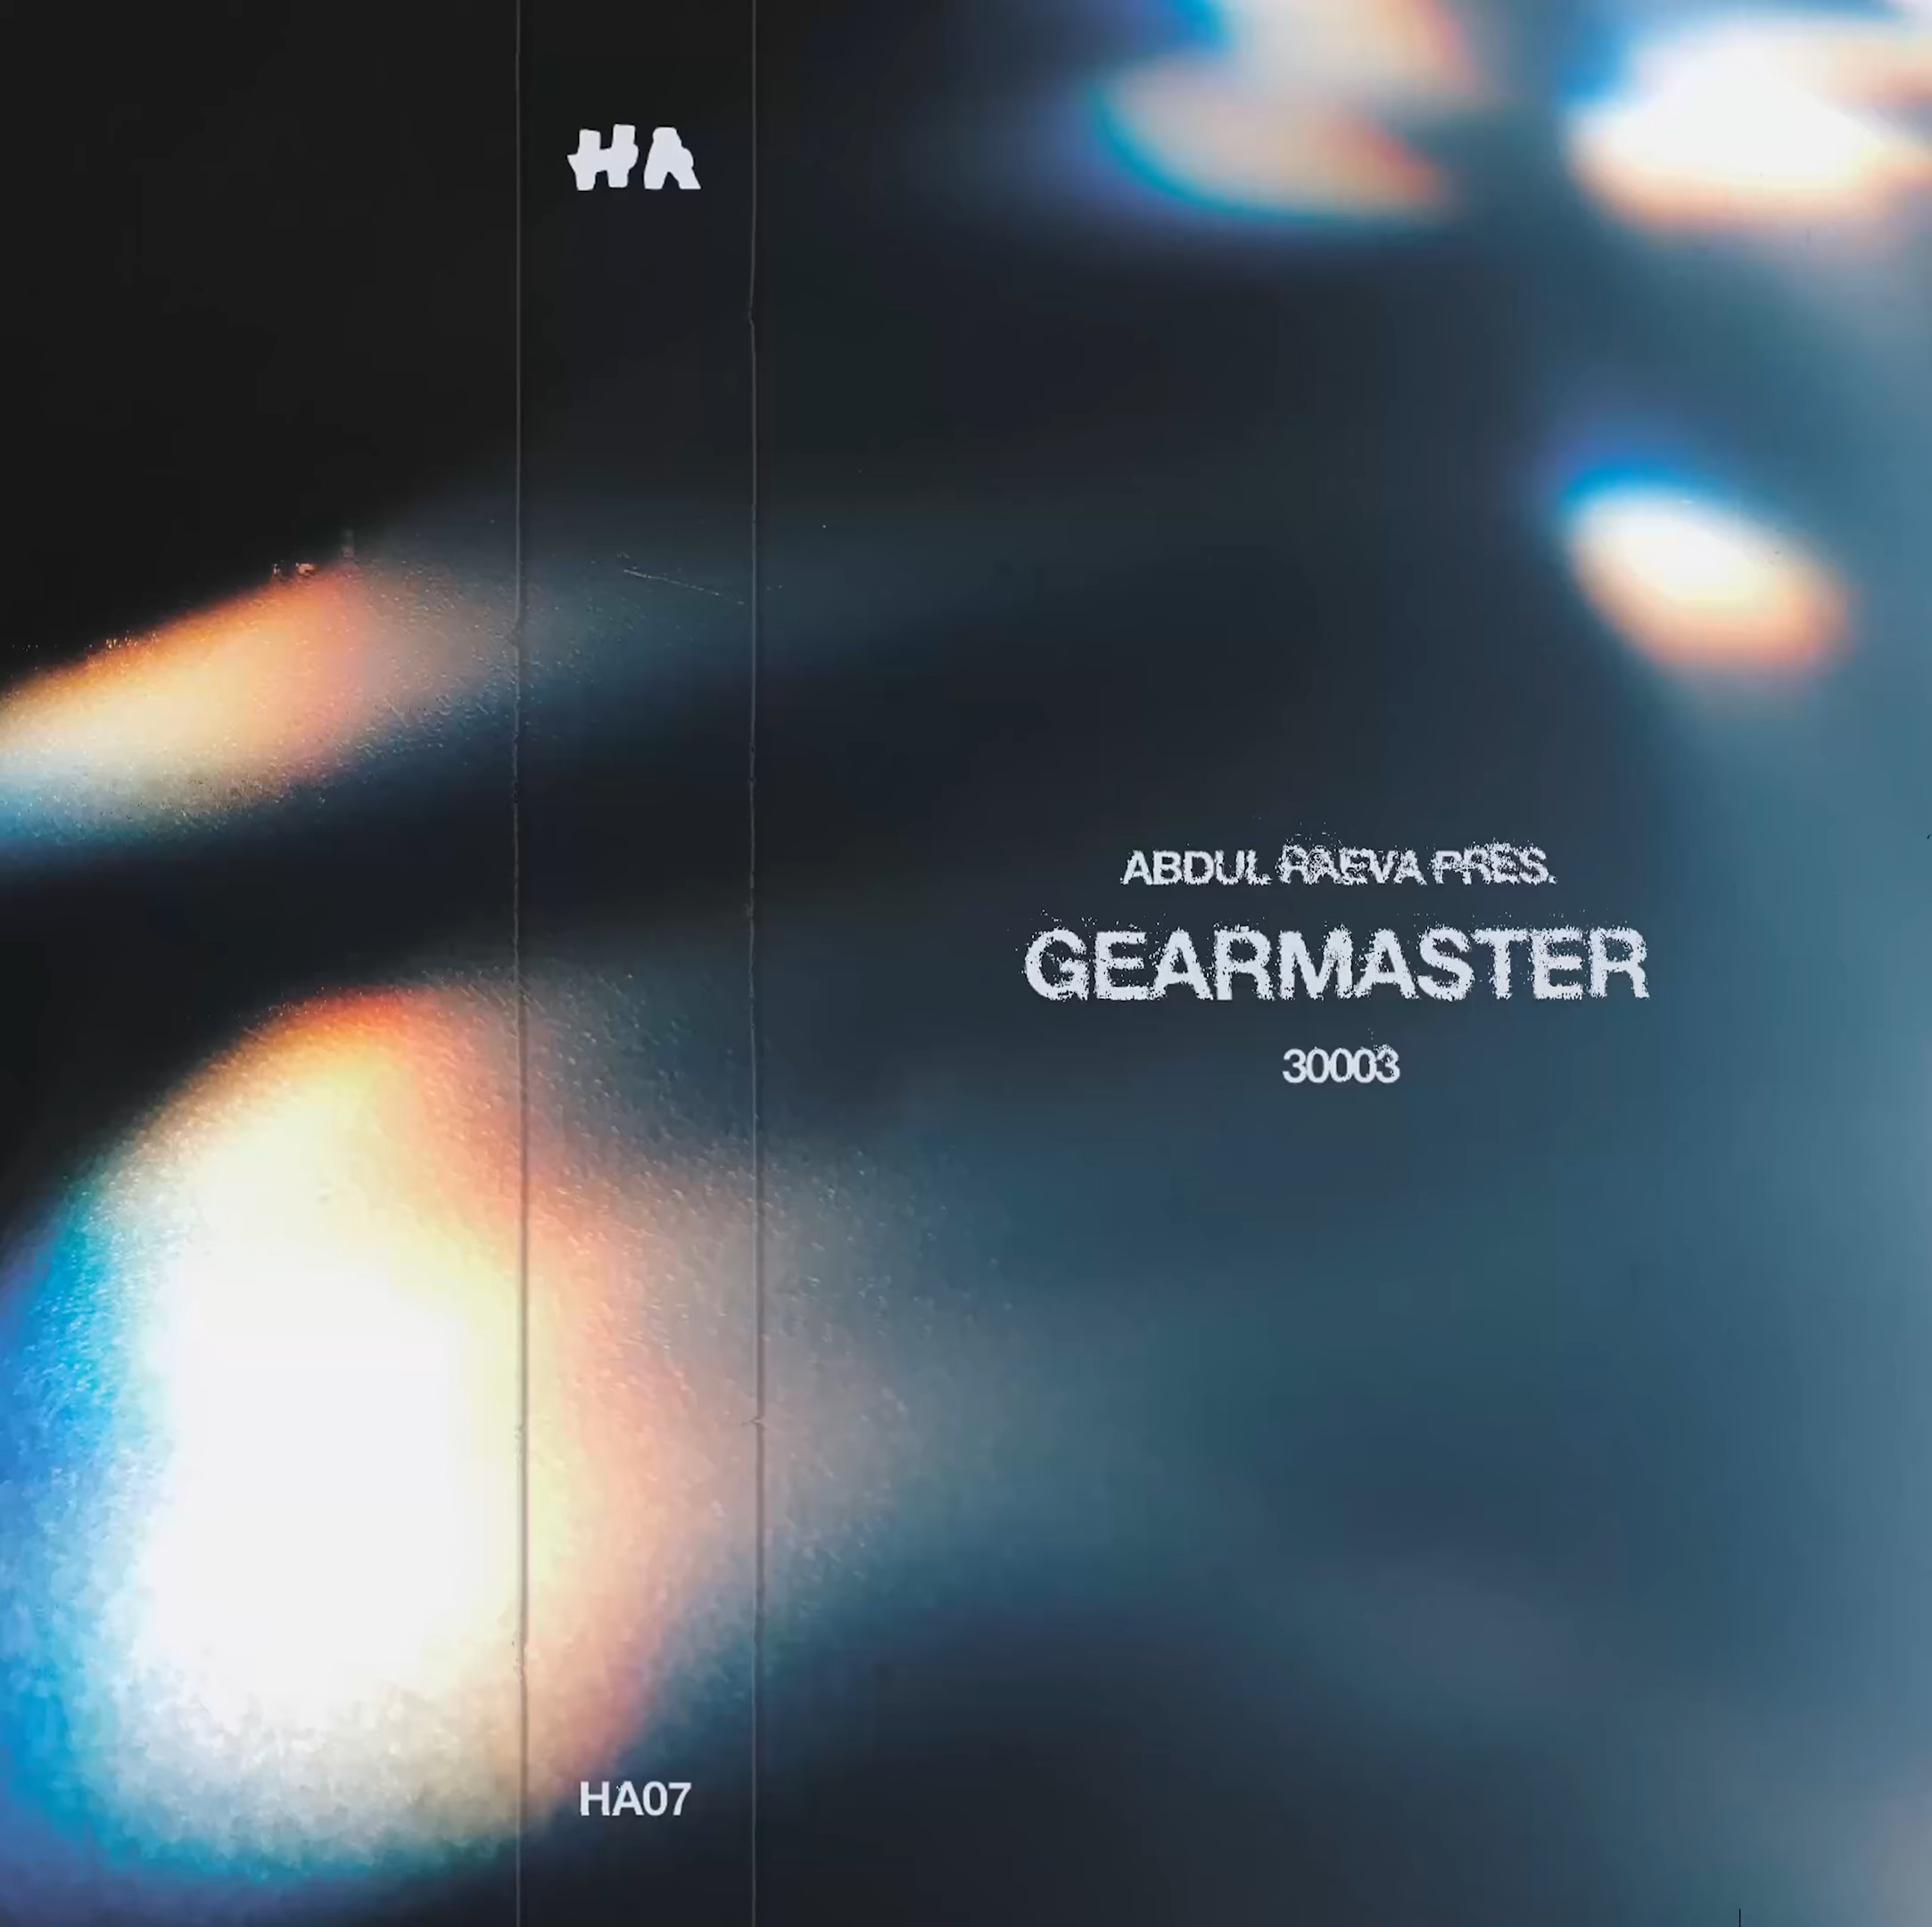 HA
ABDUL RAEVA PRES.
GEARMASTER
30003
HA07